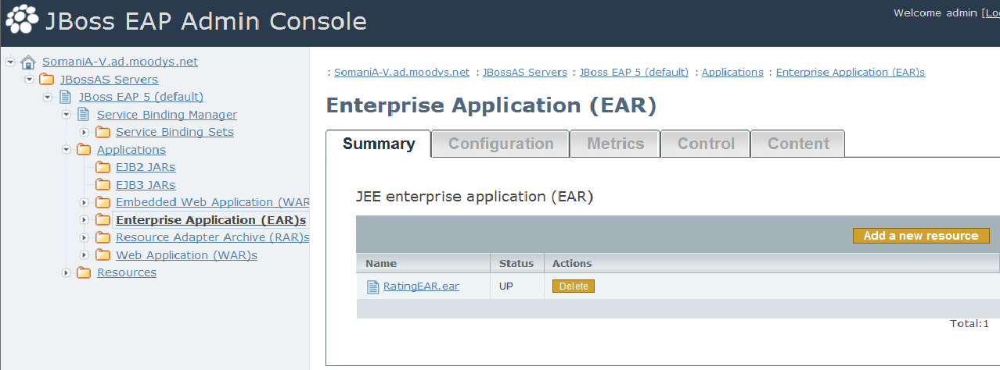 JBoss EAP Admin Console
Welcome admin [Lo
SomaniA-V.ad.moodys.net
JBossAS Servers
JBoss EAP 5 (default)
Service Binding Manager
Service Binding Sets
Applications
EJB2 JARs
EJB3 JARs
Embedded Web Application (WAR
Enterprise Application (EAR)s
Resource Adapter Archive (RAR)s
Web Application (WAR)s
Resources
: SomaniA-V.ad.moodys.net : JBossAS Servers : JBoss EAP 5 (default) : Applications : Enterprise Application (EAR)s
Enterprise Application (EAR)
Summary Configuration Metrics Control Content
JEE enterprise application (EAR)
Add a new resource
Name Status Actions
RatingEAR.ear UP Delete
Total:1